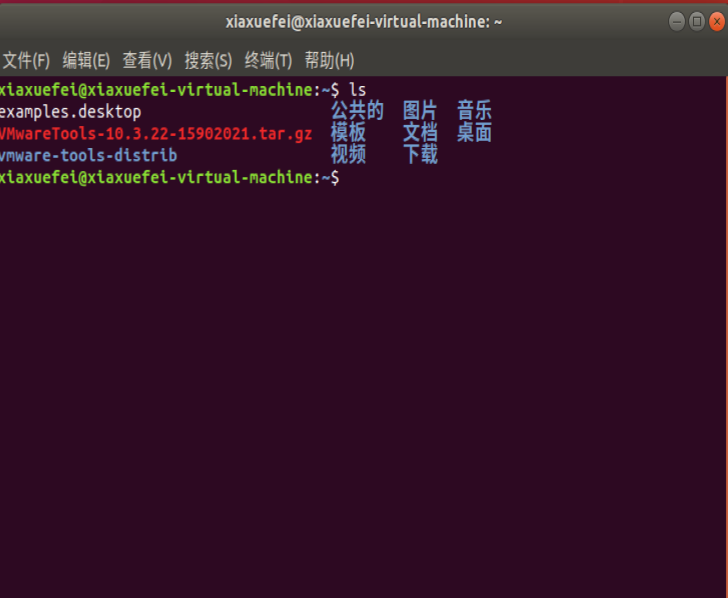 xiaxuefei@xiaxuefei-virtual-machine: ~
文件(F) 编辑(E) 查看(V) 搜索(S) 终端(T) 帮助(H)
xiaxuefei@xiaxuefei-virtual-machine:~$ ls
examples.desktop 公共的 图片 音乐
VMwareTools-10.3.22-15902021.tar.gz 模板 文档 桌面
vmware-tools-distrib 视频 下载
xiaxuefei@xiaxuefei-virtual-machine:~$